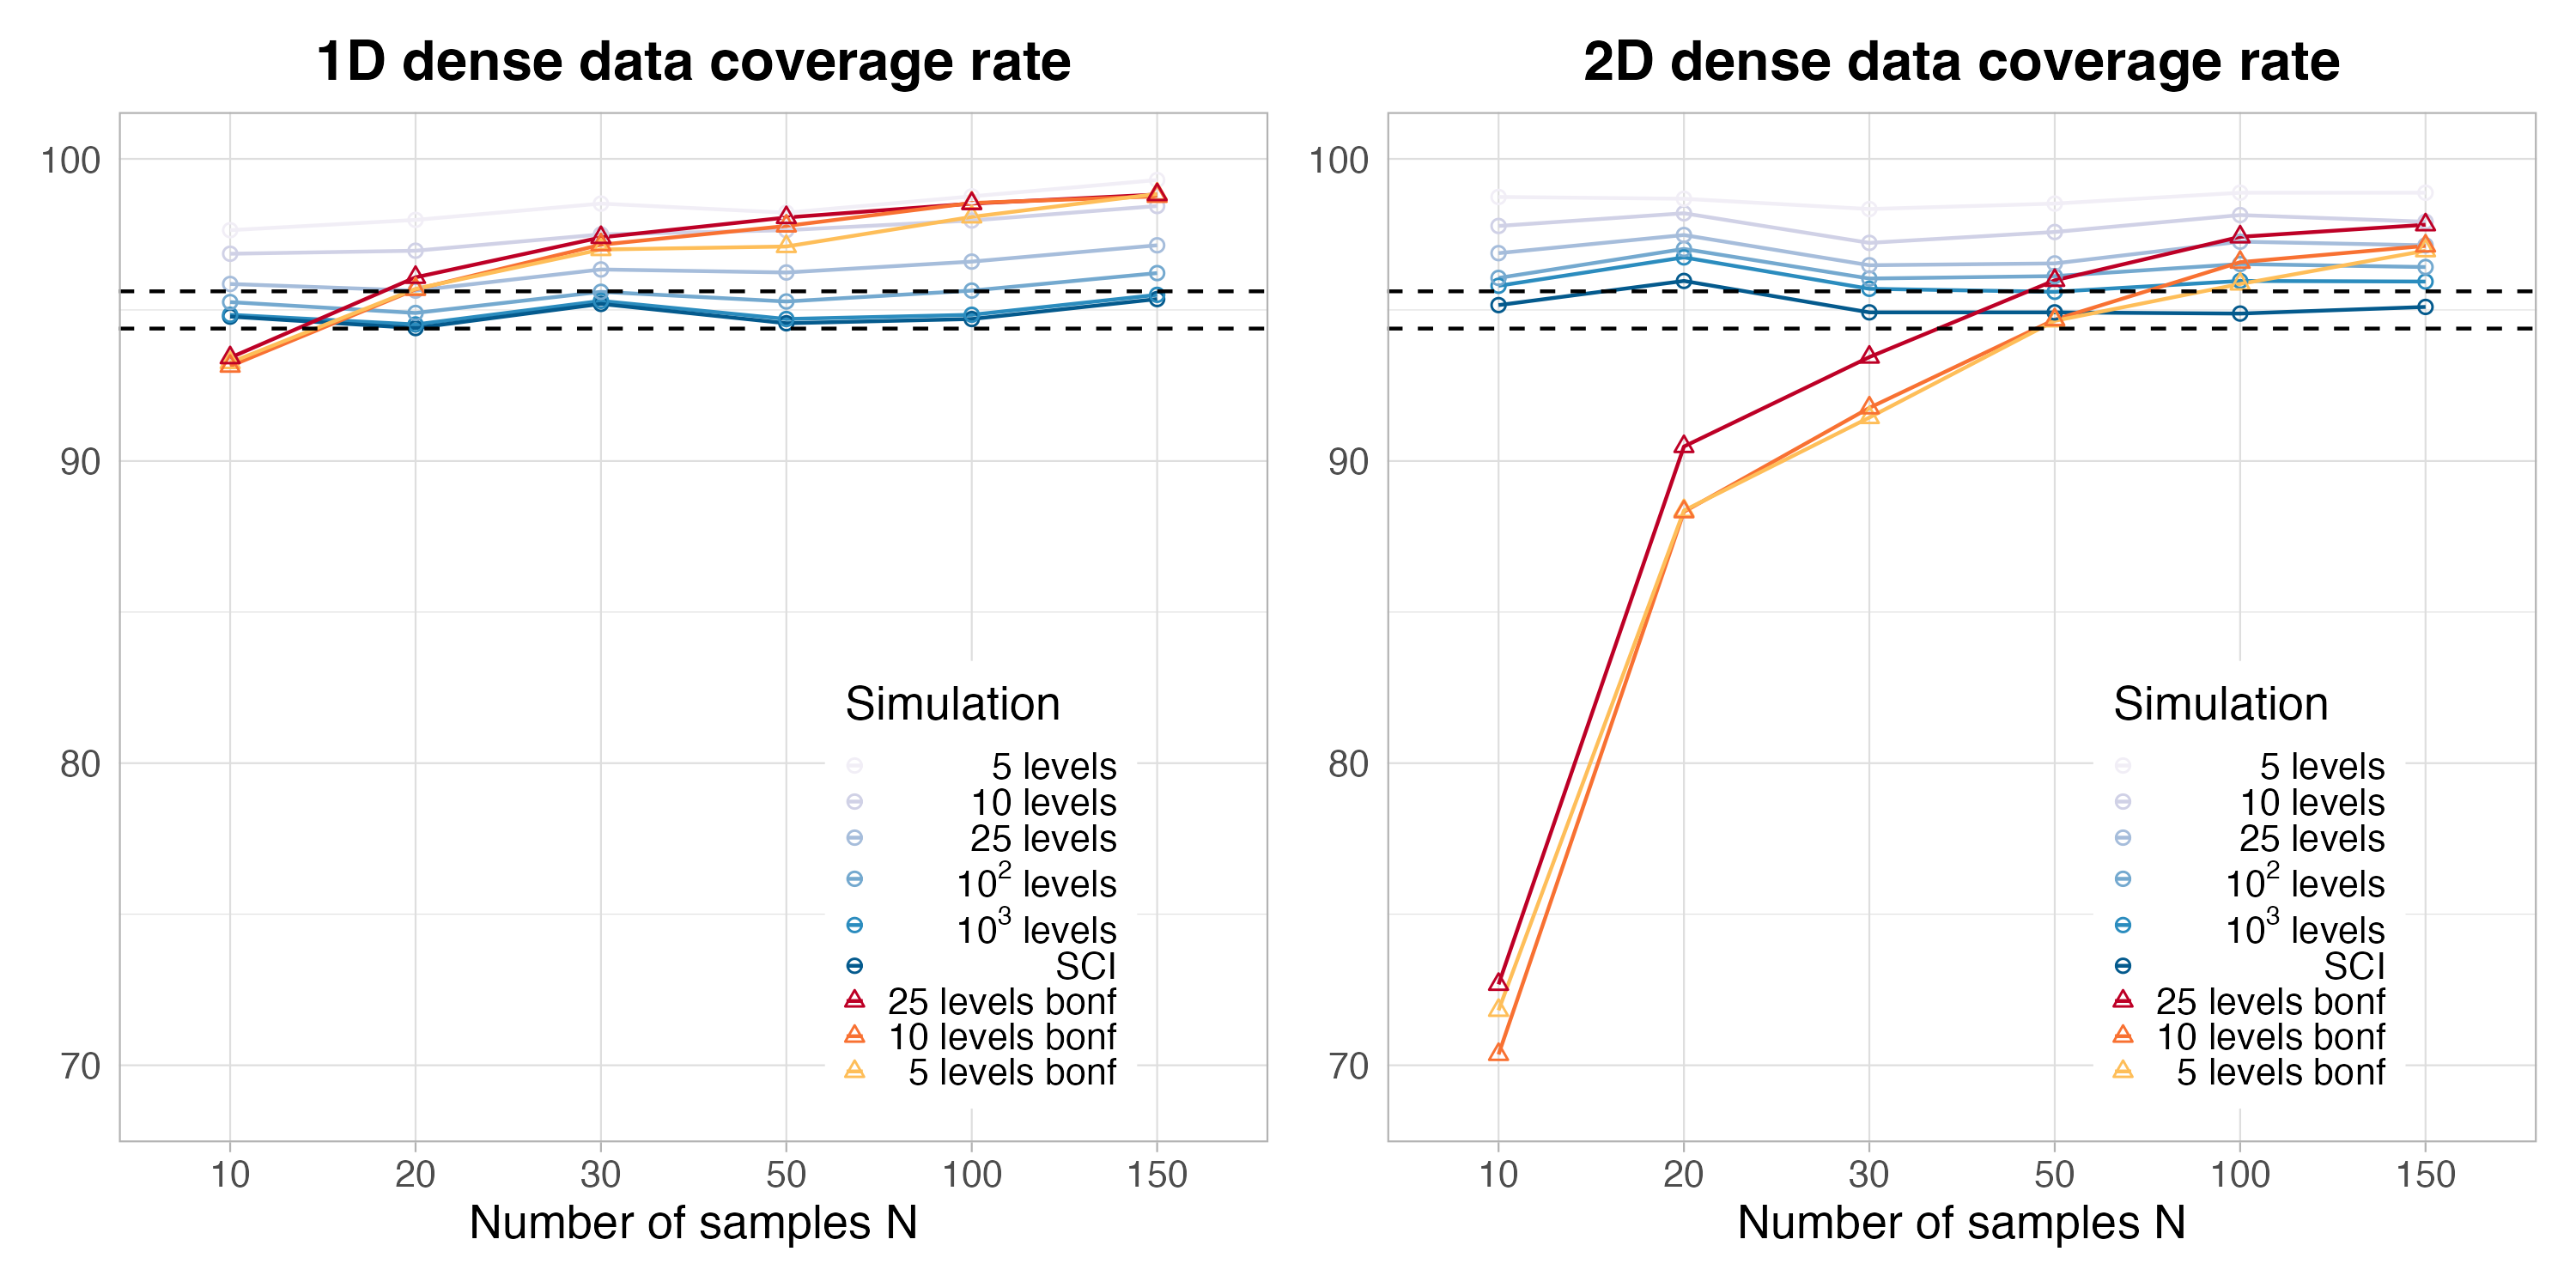 1D dense data coverage rate
100
90
80
70
Simulation
5 levels
10 levels
25 levels
10² levels
10³ levels
SCI
25 levels bonf
10 levels bonf
5 levels bonf
10 20 30 50 100 150
Number of samples N
2D dense data coverage rate
100
90
80
70
Simulation
5 levels
10 levels
25 levels
10² levels
10³ levels
SCI
25 levels bonf
10 levels bonf
5 levels bonf
10 20 30 50 100 150
Number of samples N